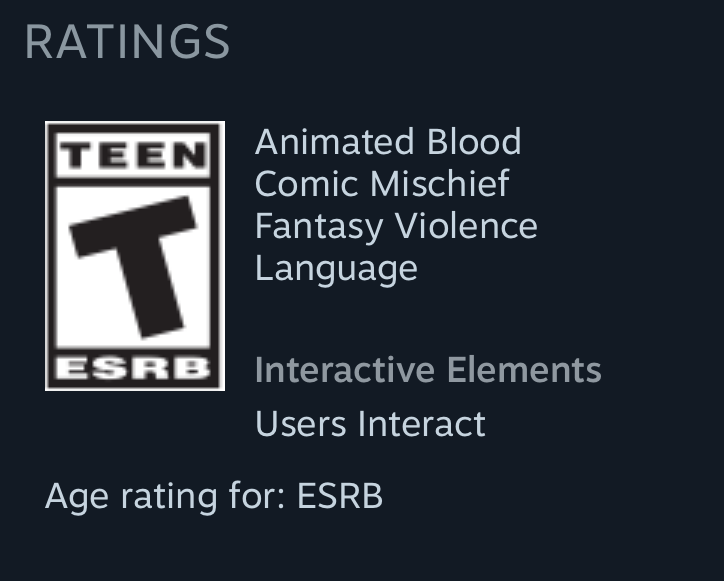 RATINGS
TEEN
T
ESRB
Animated Blood
Comic Mischief
Fantasy Violence
Language
Interactive Elements
Users Interact
Age rating for: ESRB